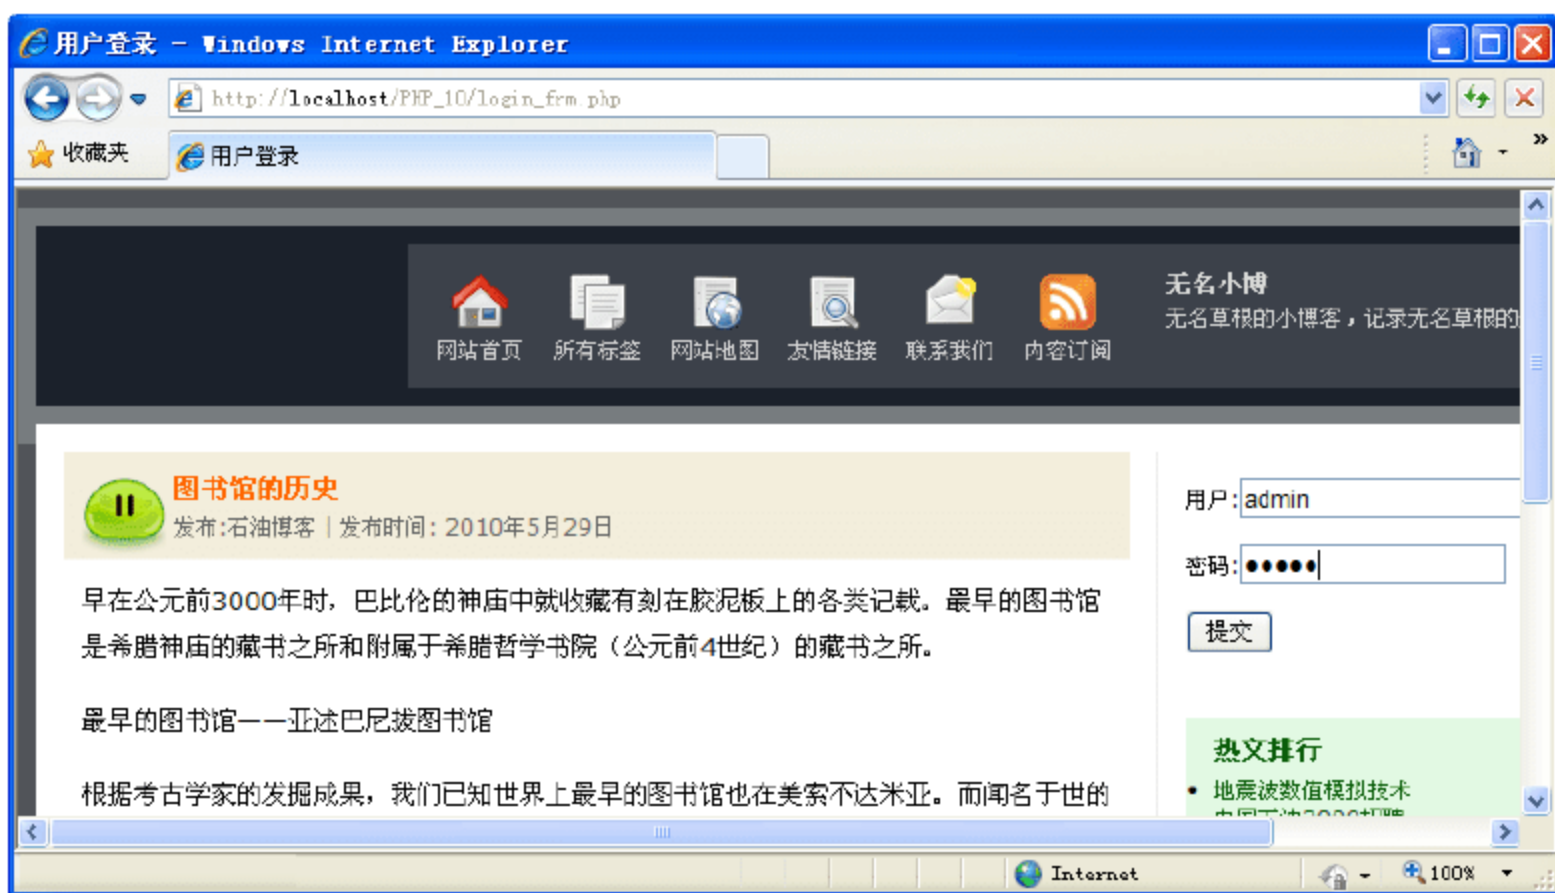 用户登录 - Windows Internet Explorer
http://localhost/PHP_10/login_frm.php
收藏夹
用户登录
»
无名小博
无名草根的小博客，记录无名草根的
网站首页 所有标签 网站地图 友情链接 联系我们 内容订阅
图书馆的历史
发布:石油博客 | 发布时间: 2010年5月29日
用户: admin
密码: ●●●●●
提交
早在公元前3000年时，巴比伦的神庙中就收藏有刻在胶泥板上的各类记载。最早的图书馆
是希腊神庙的藏书之所和附属于希腊哲学书院（公元前4世纪）的藏书之所。
最早的图书馆——亚述巴尼拔图书馆
根据考古学家的发掘成果，我们已知世界上最早的图书馆也在美索不达米亚。而闻名于世的
热文排行
地震波数值模拟技术
Internet
100%